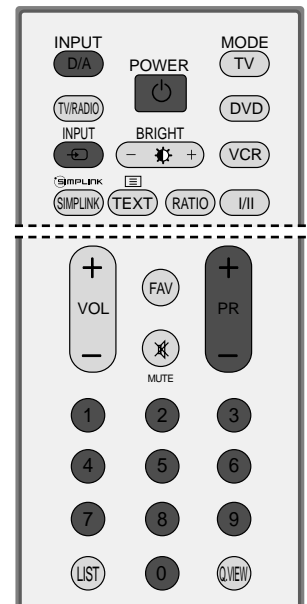 INPUT MODE
D/A POWER TV
TV/RADIO DVD
INPUT BRIGHT
- + VCR
SIMPLINK
SIMPLINK TEXT RATIO I/II
+ +
FAV
VOL PR
- -
MUTE
1 2 3
4 5 6
7 8 9
LIST 0 Q.VIEW